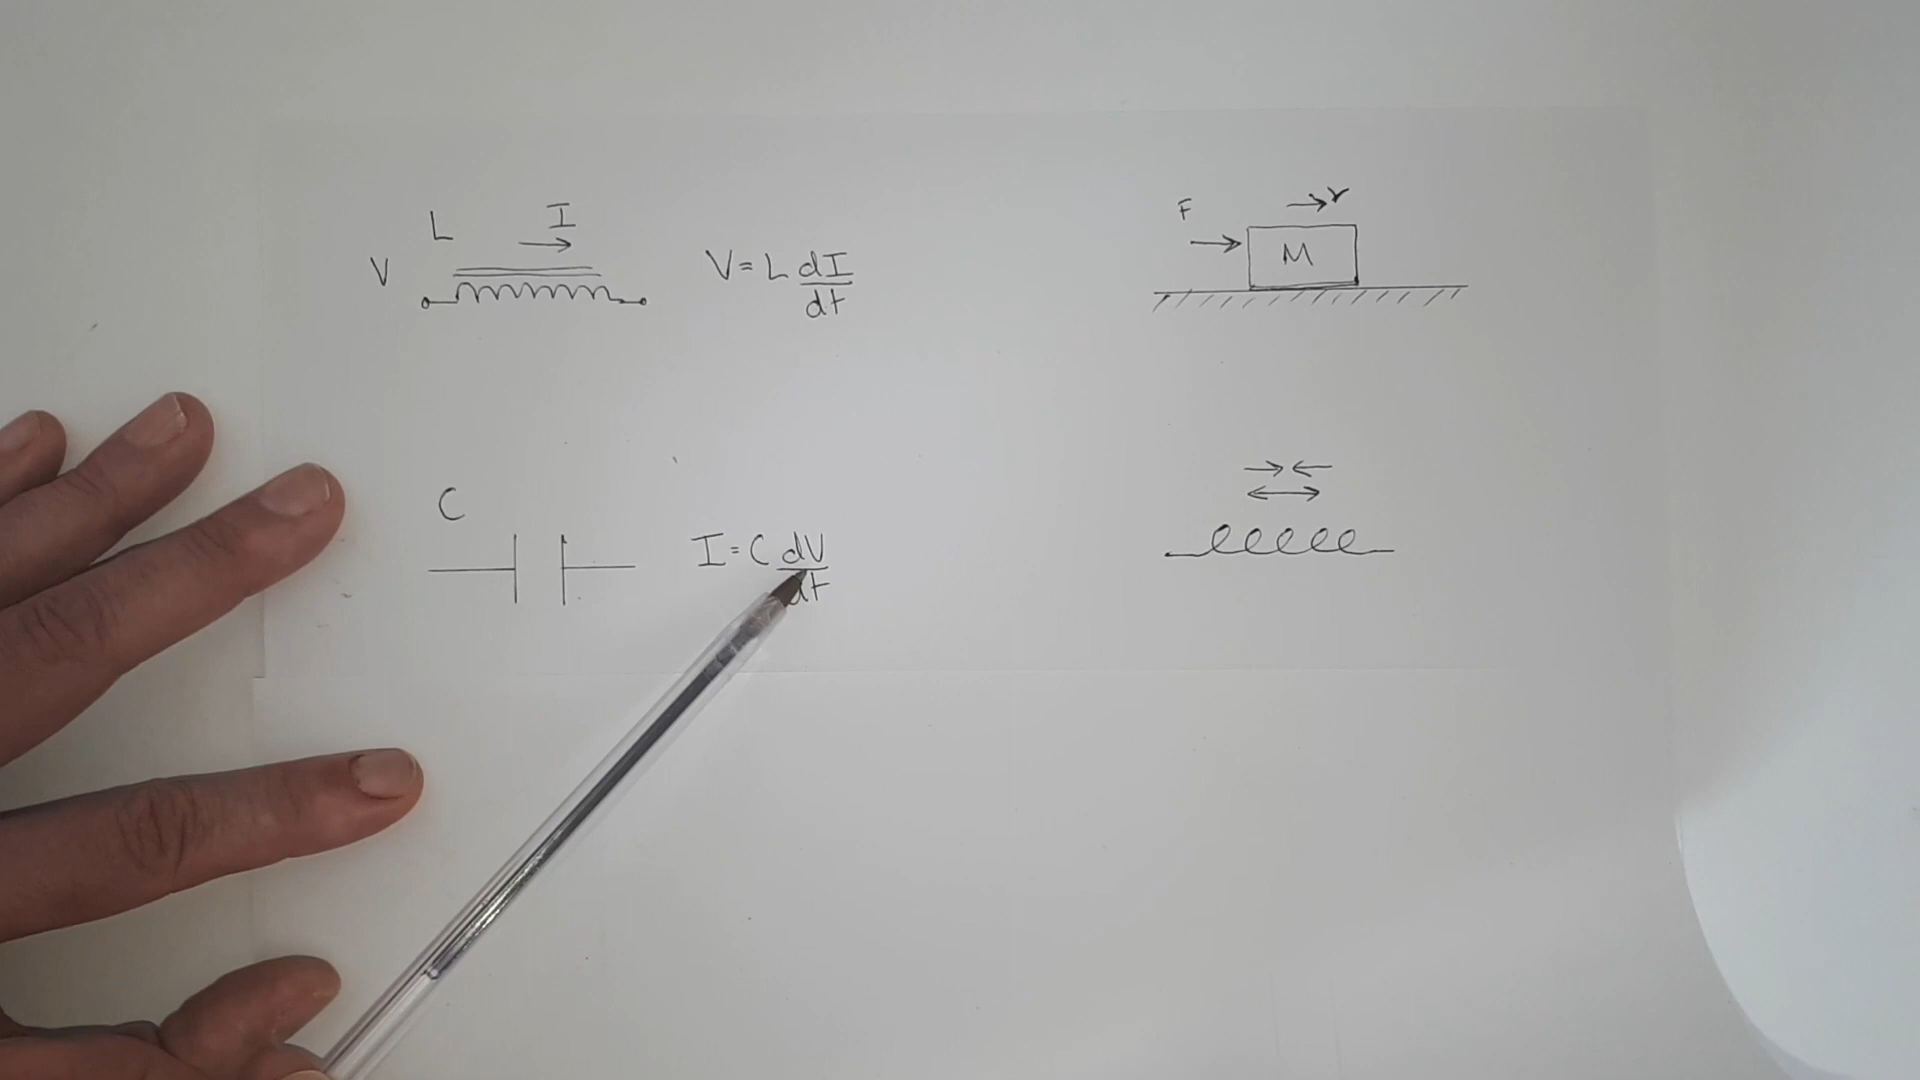 L I
V
V = L dI/dt
F v
M
C
I = C dV/dt